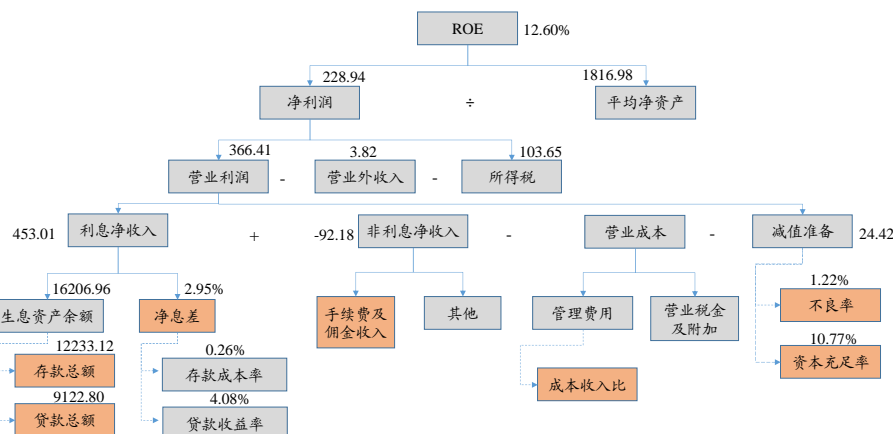 ROE 12.60%
228.94 1816.98
净利润 ÷ 平均净资产
366.41 3.82 103.65
营业利润 - 营业外收入 - 所得税
453.01 利息净收入 + -92.18 非利息净收入 - 营业成本 - 减值准备 24.42
16206.96 2.95% 1.22%
生息资产余额 净息差 手续费及 其他 管理费用 营业税金 不良率
佣金收入 及附加
12233.12 0.26% 10.77%
存款总额 存款成本率 成本收入比 资本充足率
9122.80 4.08%
贷款总额 贷款收益率